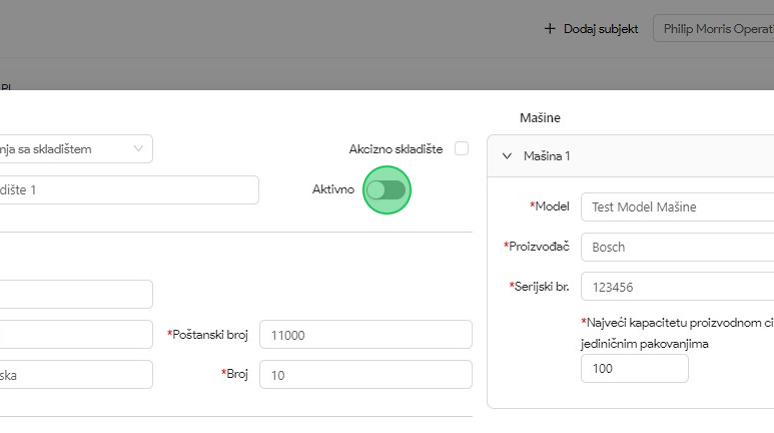 Dodaj subjekt
Philip Morris Operat
Mašine
nja sa skladištem
Akcizno skladište
Mašina 1
dište 1
Aktivno
*Model
Test Model Mašine
*Proizvođač
Bosch
*Serijski br.
123456
*Poštanski broj
11000
*Najveći kapacitetu proizvodnom ci
jediničnim pakovanjima
ska
*Broj
10
100